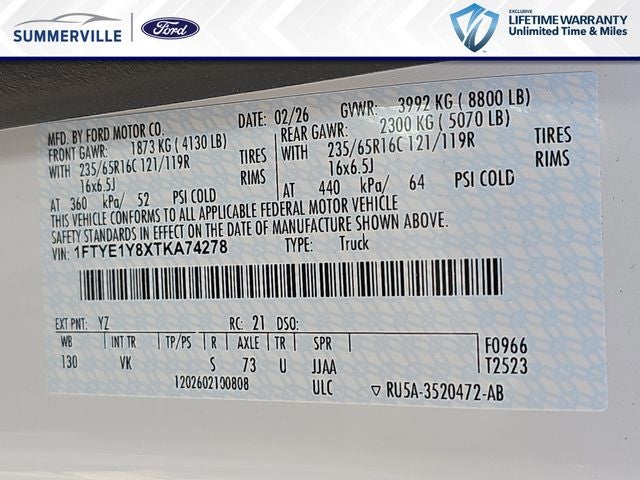 SUMMERVILLE
Ford
EXCLUSIVE
LIFETIME WARRANTY
Unlimited Time & Miles
MFD. BY FORD MOTOR CO.
DATE: 02/26 GVWR: 3992 KG ( 8800 LB)
FRONT GAWR: 1873 KG ( 4130 LB)
REAR GAWR: 2300 KG ( 5070 LB)
WITH 235/65R16C 121/119R TIRES
WITH 235/65R16C 121/119R TIRES
16x6.5J RIMS
16x6.5J RIMS
AT 360 kPa/ 52 PSI COLD
AT 440 kPa/ 64 PSI COLD
THIS VEHICLE CONFORMS TO ALL APPLICABLE FEDERAL MOTOR VEHICLE
SAFETY STANDARDS IN EFFECT ON THE DATE OF MANUFACTURE SHOWN ABOVE.
VIN: 1FTYE1Y8XTKA74278 TYPE: Truck
EXT PNT: YZ RC: 21 DSO:
WB INT TR TP/PS R AXLE TR SPR F0966
130 VK S 73 U JJAA T2523
1202602100808 ULC ▽ RU5A-3520472-AB